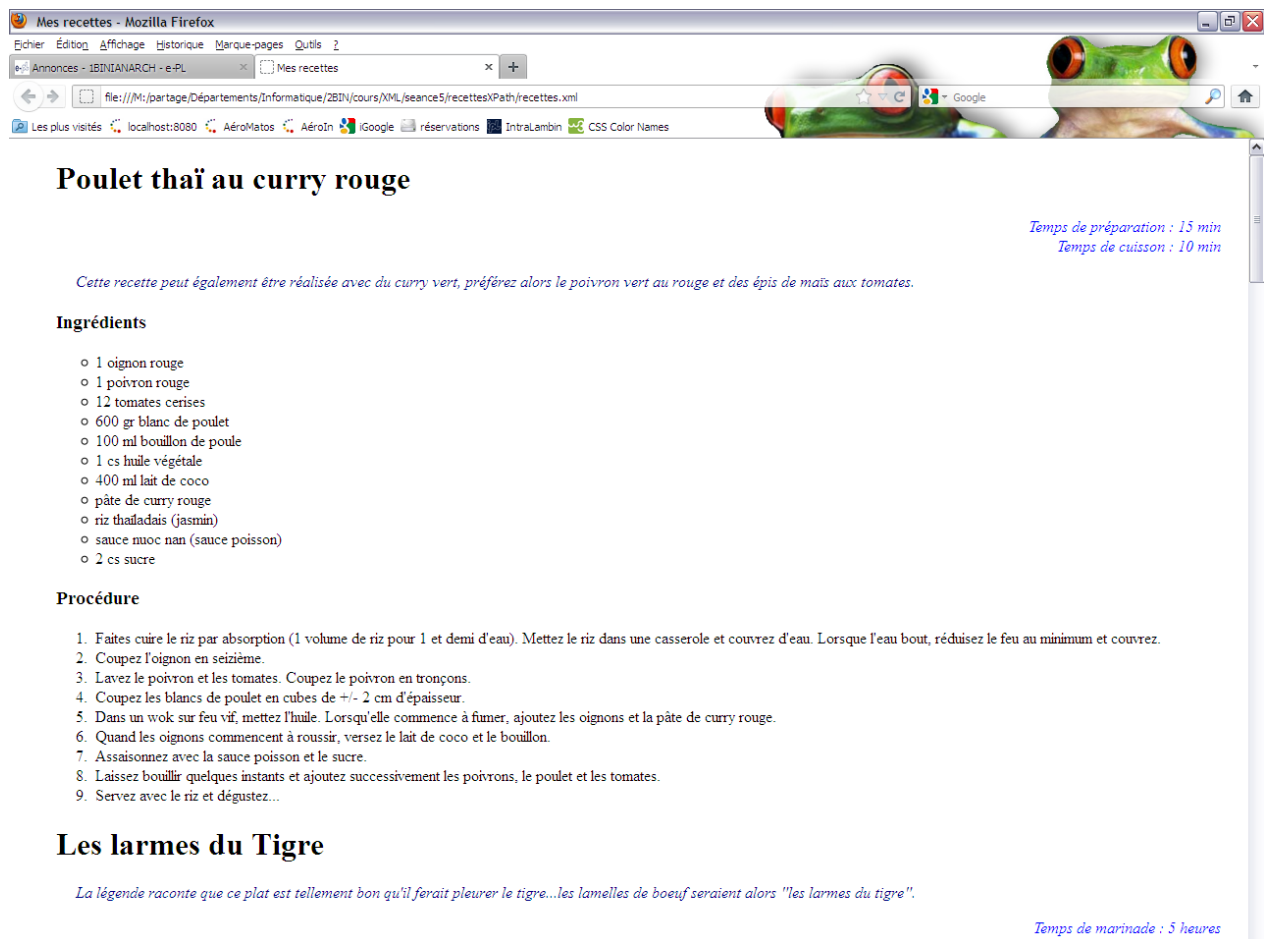 Mes recettes - Mozilla Firefox
Fichier Édition Affichage Historique Marque-pages Outils ?
Annonces - 1BINIANARCH - e-PL
Mes recettes
file:///M:/partage/Départements/Informatique/2BIN/cours/XML/seance5/recettesXPath/recettes.xml
Google
Les plus visités localhost:8080 AéroMatos AéroIn iGoogle réservations IntraLambin CSS Color Names
Poulet thaï au curry rouge
Temps de préparation : 15 min
Temps de cuisson : 10 min
Cette recette peut également être réalisée avec du curry vert, préférez alors le poivron vert au rouge et des épis de maïs aux tomates.
Ingrédients
1 oignon rouge
1 poivron rouge
12 tomates cerises
600 gr blanc de poulet
100 ml bouillon de poule
1 cs huile végétale
400 ml lait de coco
pâte de curry rouge
riz thaïladais (jasmin)
sauce nuoc nan (sauce poisson)
2 cs sucre
Procédure
1. Faites cuire le riz par absorption (1 volume de riz pour 1 et demi d'eau). Mettez le riz dans une casserole et couvrez d'eau. Lorsque l'eau bout, réduisez le feu au minimum et couvrez.
2. Coupez l'oignon en seizième.
3. Lavez le poivron et les tomates. Coupez le poivron en tronçons.
4. Coupez les blancs de poulet en cubes de +/- 2 cm d'épaisseur.
5. Dans un wok sur feu vif, mettez l'huile. Lorsqu'elle commence à fumer, ajoutez les oignons et la pâte de curry rouge.
6. Quand les oignons commencent à roussir, versez le lait de coco et le bouillon.
7. Assaisonnez avec la sauce poisson et le sucre.
8. Laissez bouillir quelques instants et ajoutez successivement les poivrons, le poulet et les tomates.
9. Servez avec le riz et dégustez...
Les larmes du Tigre
La légende raconte que ce plat est tellement bon qu'il ferait pleurer le tigre...les lamelles de boeuf seraient alors "les larmes du tigre".
Temps de marinade : 5 heures